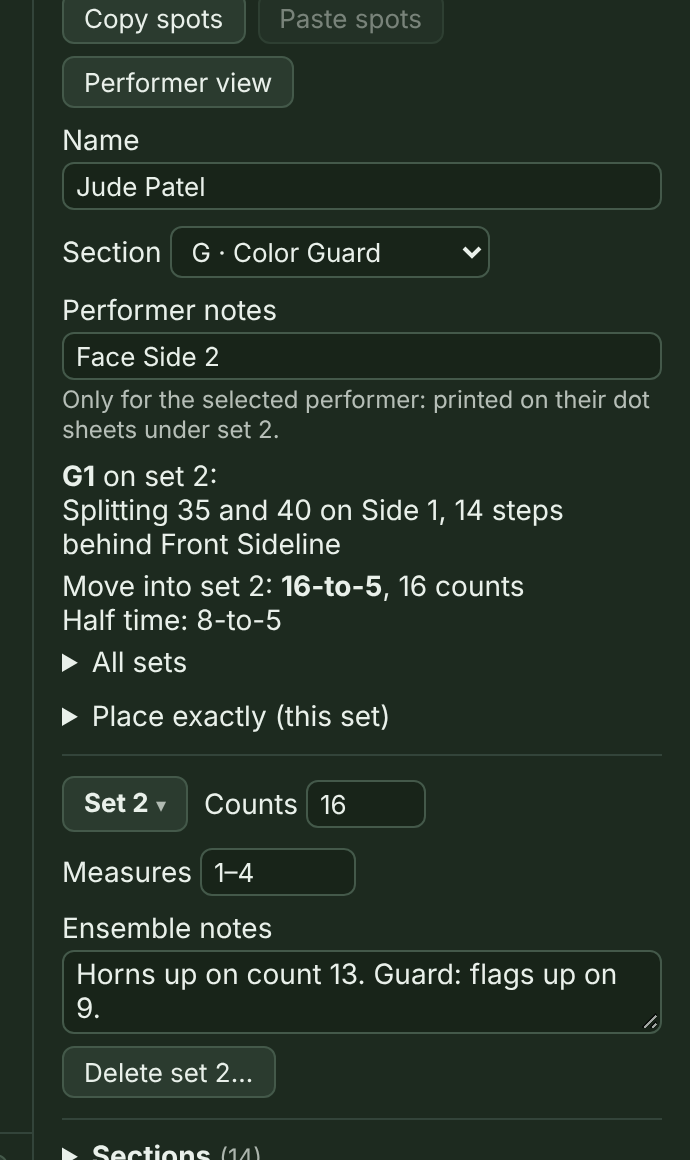 Copy spots Paste spots
Performer view
Name
Jude Patel
Section G · Color Guard
Performer notes
Face Side 2
Only for the selected performer: printed on their dot
sheets under set 2.
G1 on set 2:
Splitting 35 and 40 on Side 1, 14 steps
behind Front Sideline
Move into set 2: 16-to-5, 16 counts
Half time: 8-to-5
▶ All sets
▶ Place exactly (this set)
Set 2 ▾ Counts 16
Measures 1–4
Ensemble notes
Horns up on count 13. Guard: flags up on
9.
Delete set 2…
▶ Sections (14)